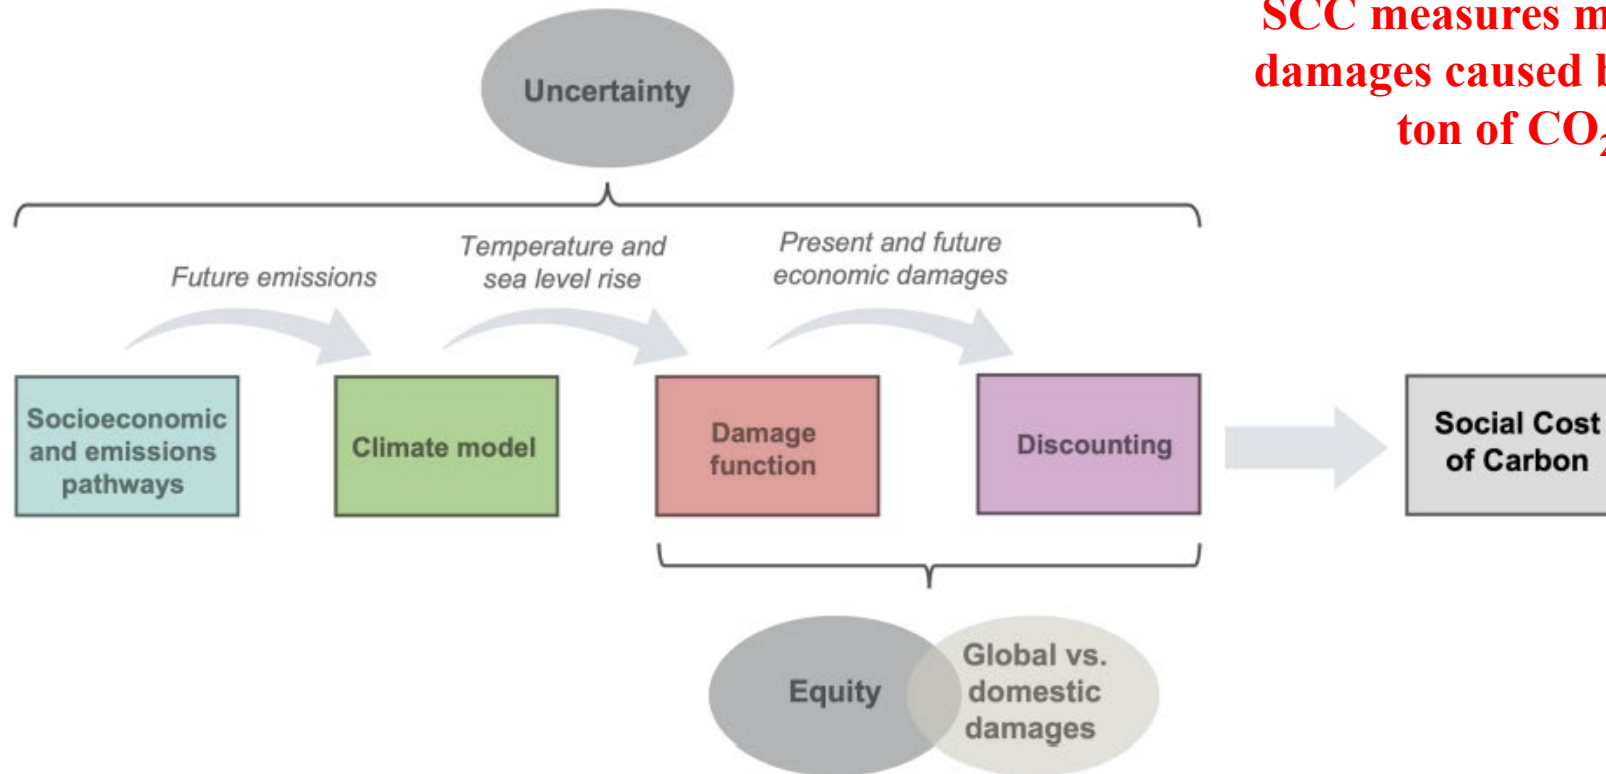 SCC measures
damages caused
ton of CO₂
Uncertainty
Future emissions
Temperature and
sea level rise
Present and future
economic damages
Socioeconomic
and emissions
pathways
Climate model
Damage
function
Discounting
Social Cost
of Carbon
Equity
Global vs.
domestic
damages